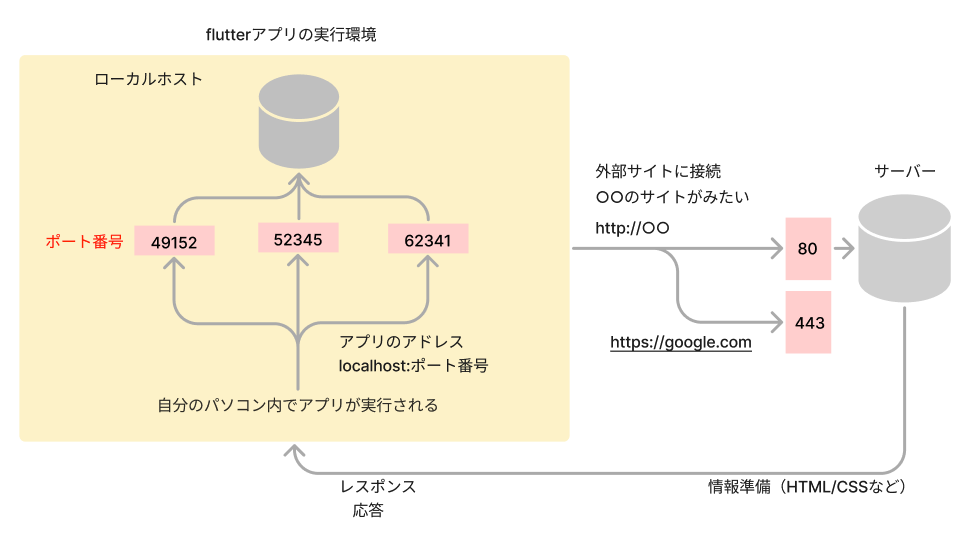 flutterアプリの実行環境
ローカルホスト
外部サイトに接続
〇〇のサイトがみたい
http://〇〇
サーバー
ポート番号
49152
52345
62341
80
443
https://google.com
アプリのアドレス
localhost:ポート番号
自分のパソコン内でアプリが実行される
レスポンス
応答
情報準備（HTML/CSSなど）